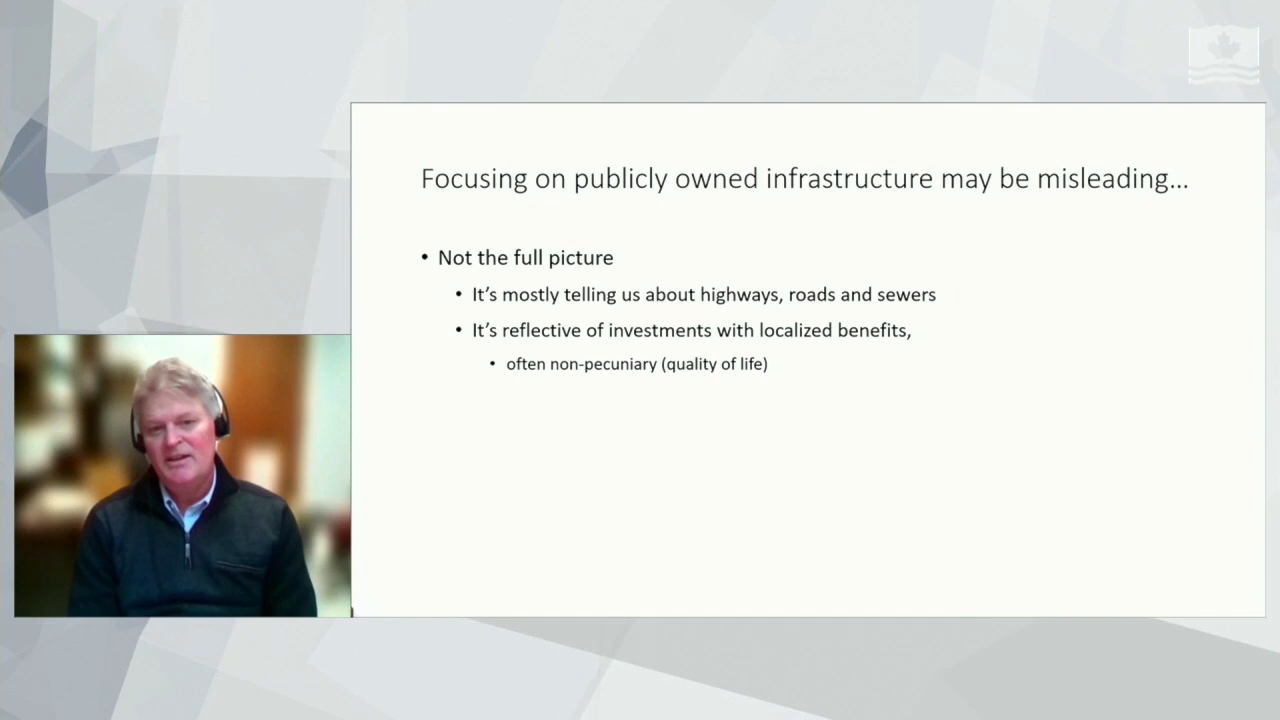 Focusing on publicly owned infrastructure may be misleading...
• Not the full picture
• It's mostly telling us about highways, roads and sewers
• It's reflective of investments with localized benefits,
• often non-pecuniary (quality of life)